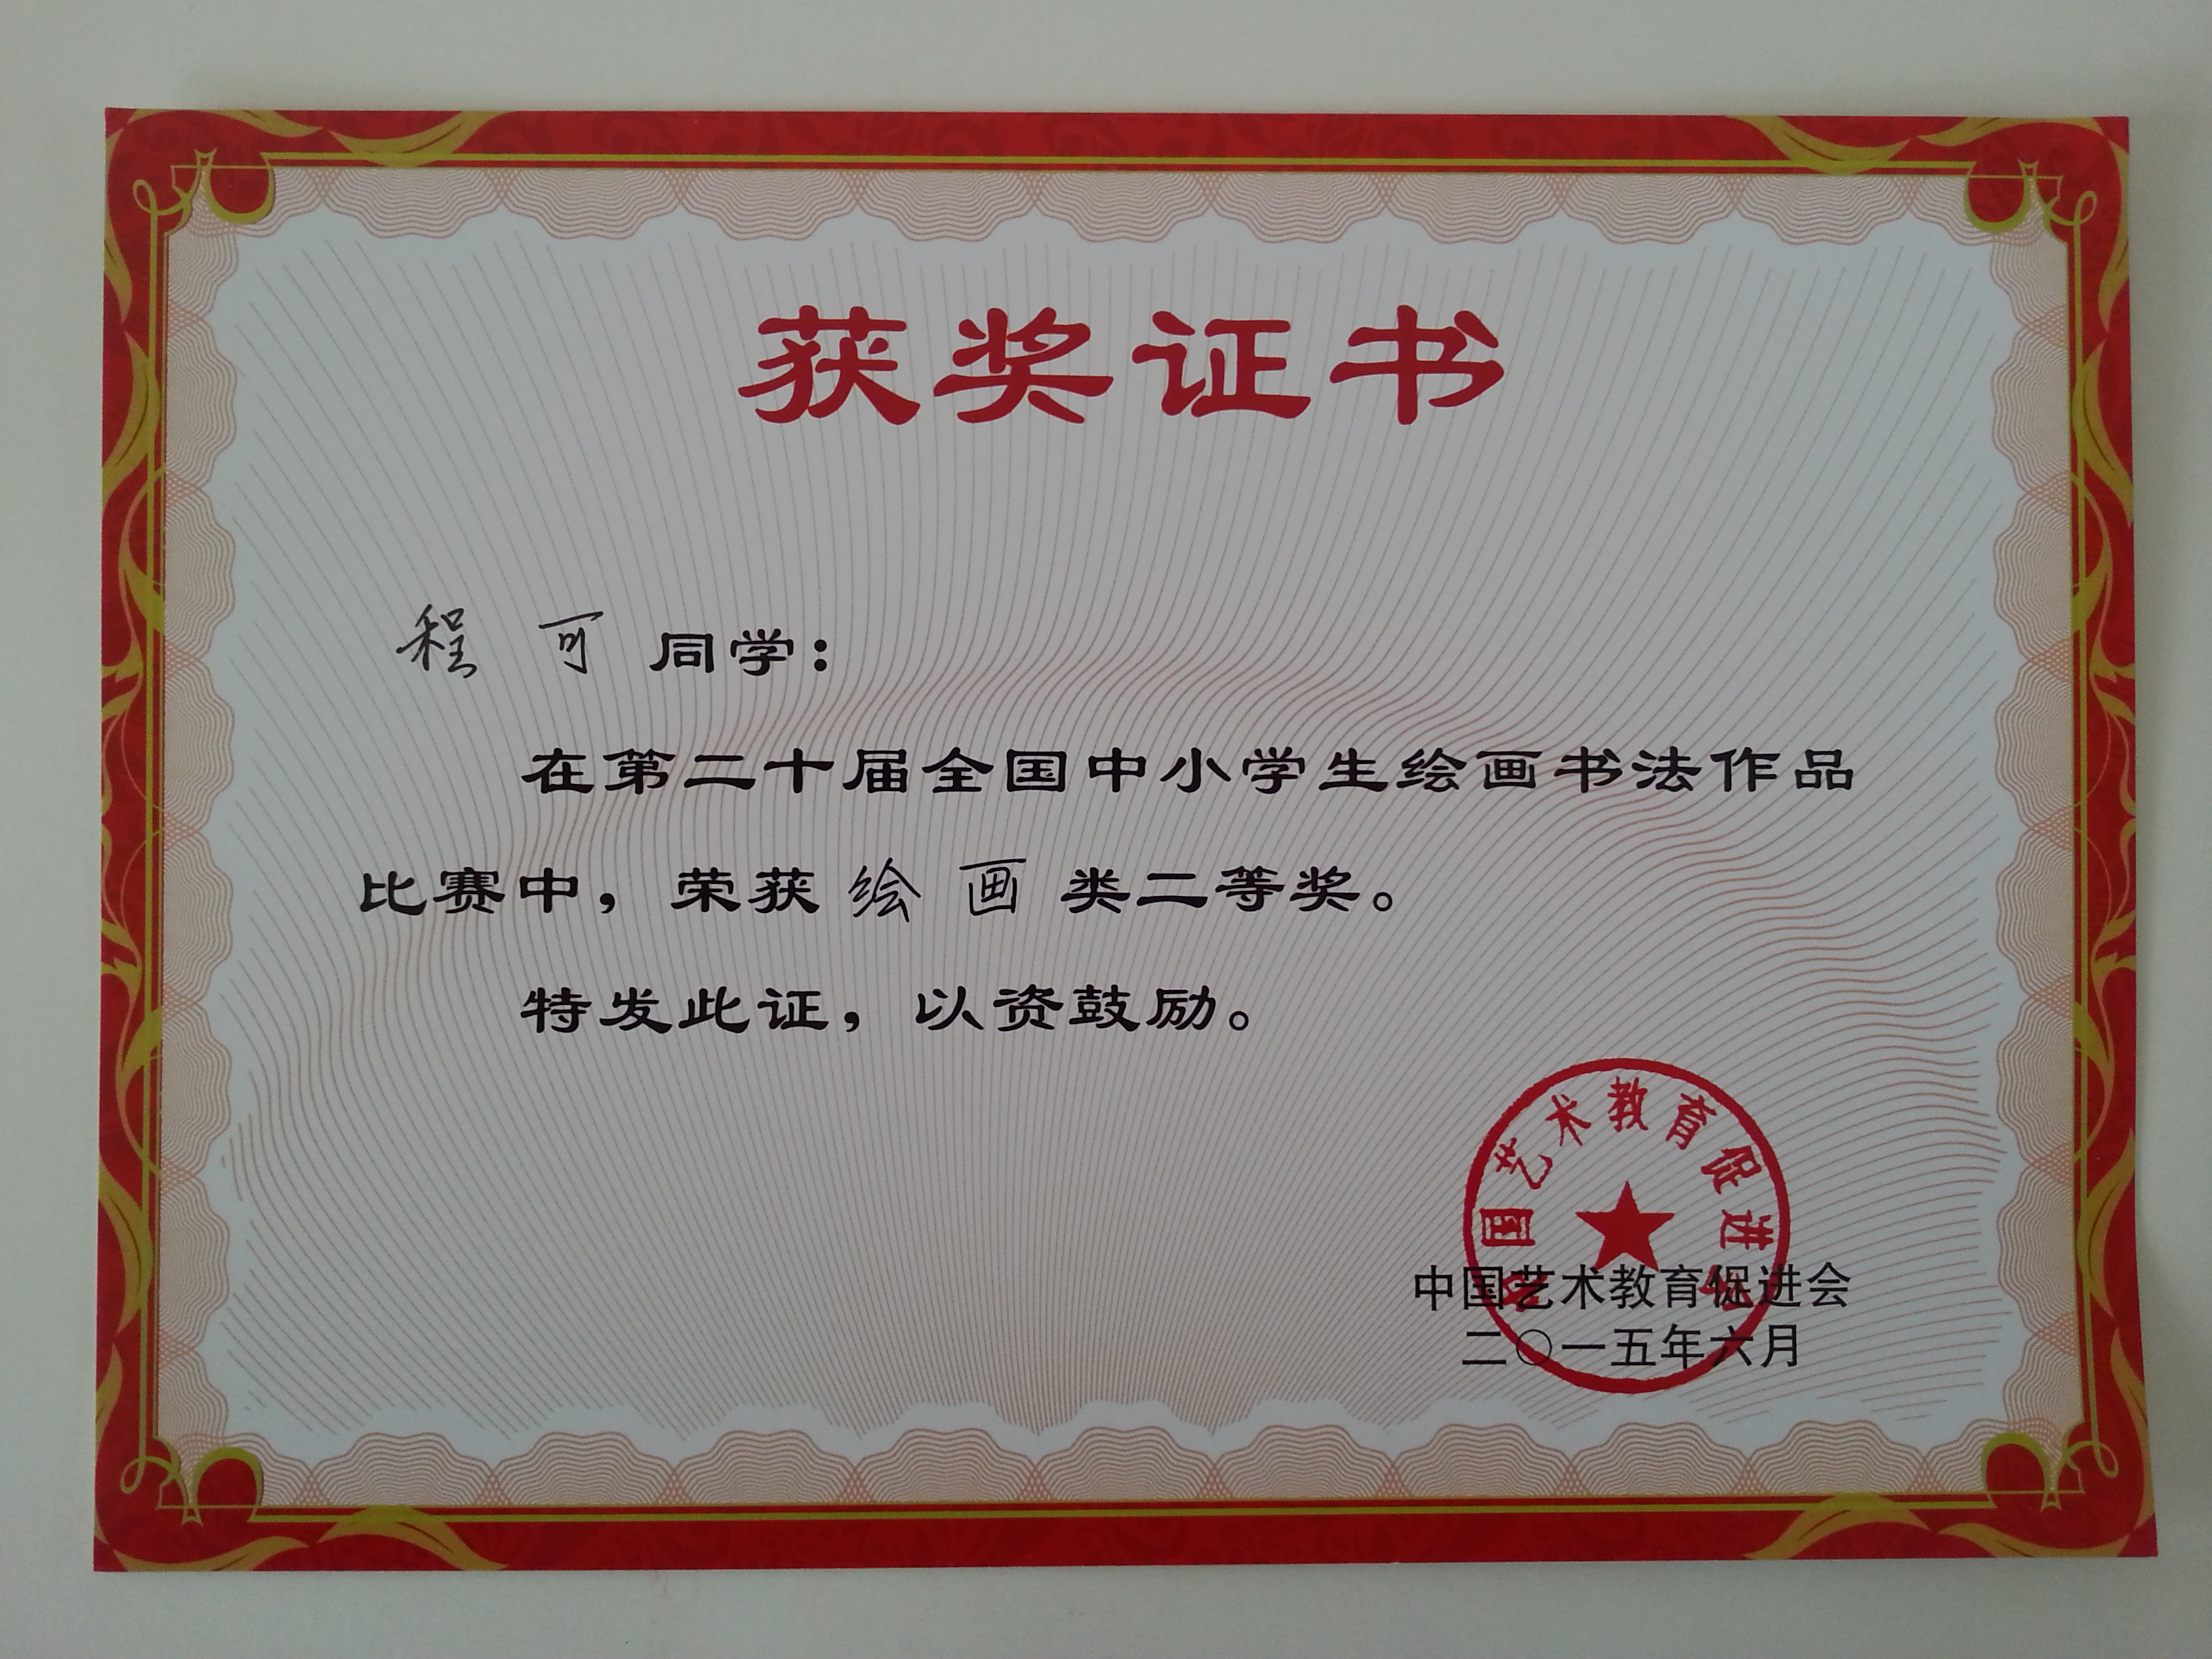 获奖证书
程可同学：
在第二十届全国中小学生绘画书法作品
比赛中，荣获绘画类二等奖。
特发此证，以资鼓励。
中国艺术教育促进会
中国艺术教育促进会
二〇一五年六月